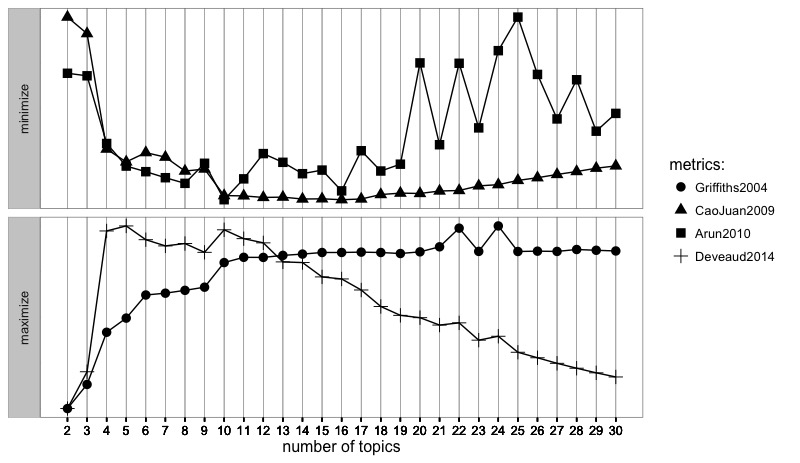 minimize
maximize
2 3 4 5 6 7 8 9 10 11 12 13 14 15 16 17 18 19 20 21 22 23 24 25 26 27 28 29 30
number of topics
metrics:
Griffiths2004
CaoJuan2009
Arun2010
Deveaud2014